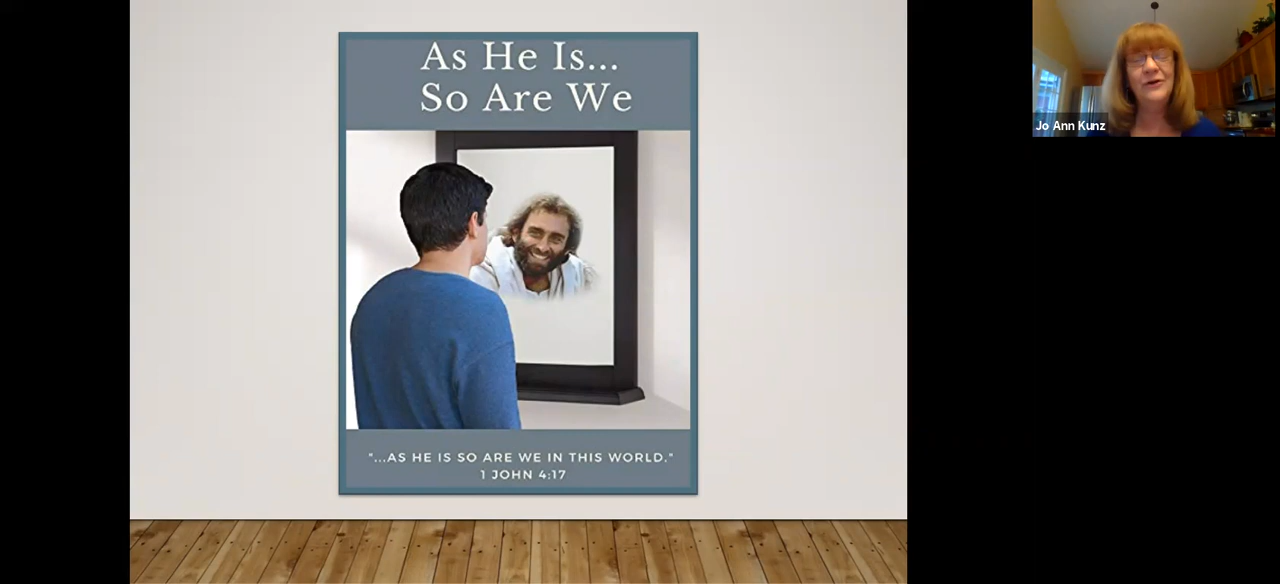 As He Is...
So Are We
"...AS HE IS SO ARE WE IN THIS WORLD."
1 JOHN 4:17
Jo Ann Kunz